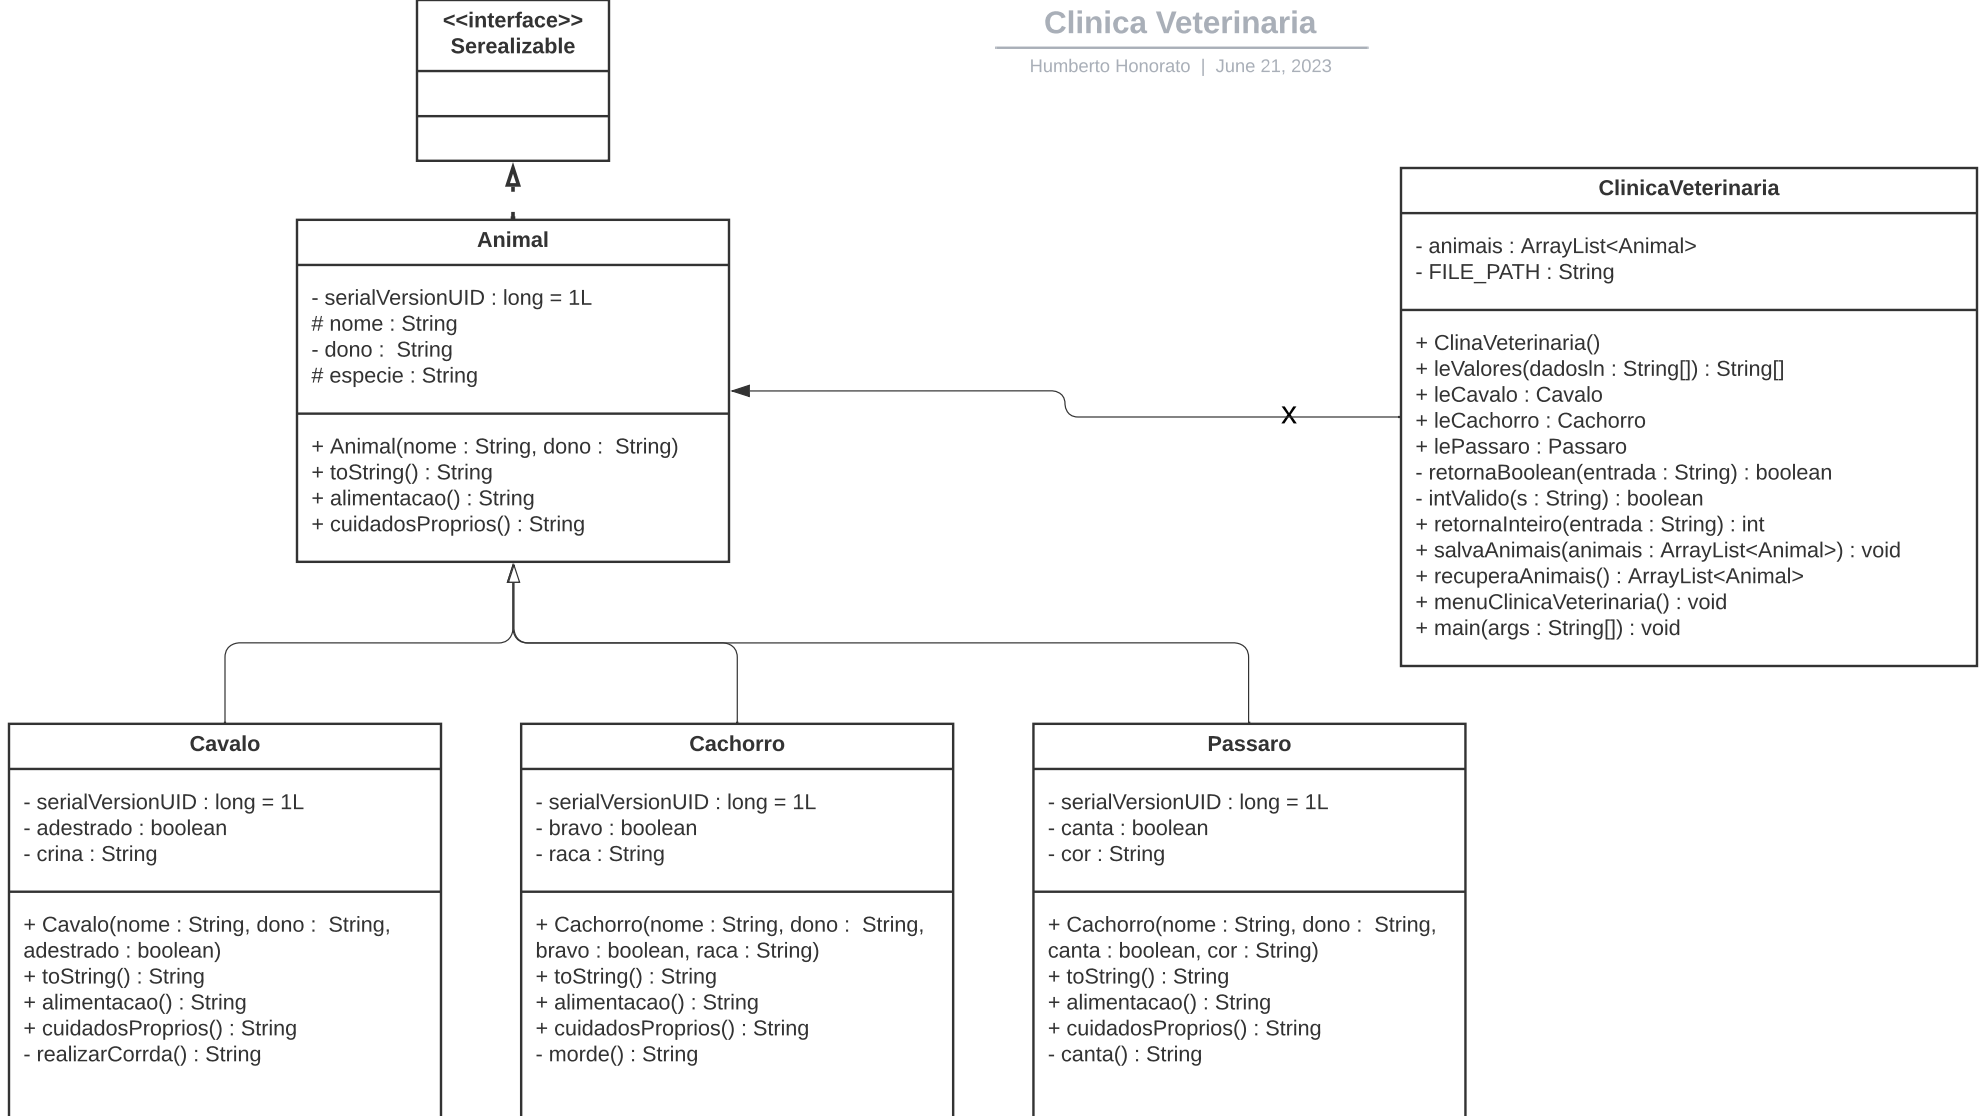 <<interface>>
Serealizable
Clinica Veterinaria
Humberto Honorato | June 21, 2023
Animal
- serialVersionUID : long = 1L
# nome : String
- dono :  String
# especie : String
+ Animal(nome : String, dono :  String)
+ toString() : String
+ alimentacao() : String
+ cuidadosProprios() : String
X
ClinicaVeterinaria
- animais : ArrayList<Animal>
- FILE_PATH : String
+ ClinaVeterinaria()
+ leValores(dadosln : String[]) : String[]
+ leCavalo : Cavalo
+ leCachorro : Cachorro
+ lePassaro : Passaro
- retornaBoolean(entrada : String) : boolean
- intValido(s : String) : boolean
+ retornaInteiro(entrada : String) : int
+ salvaAnimais(animais : ArrayList<Animal>) : void
+ recuperaAnimais() : ArrayList<Animal>
+ menuClinicaVeterinaria() : void
+ main(args : String[]) : void
Cavalo
- serialVersionUID : long = 1L
- adestrado : boolean
- crina : String
+ Cavalo(nome : String, dono :  String,
adestrado : boolean)
+ toString() : String
+ alimentacao() : String
+ cuidadosProprios() : String
- realizarCorrda() : String
Cachorro
- serialVersionUID : long = 1L
- bravo : boolean
- raca : String
+ Cachorro(nome : String, dono :  String,
bravo : boolean, raca : String)
+ toString() : String
+ alimentacao() : String
+ cuidadosProprios() : String
- morde() : String
Passaro
- serialVersionUID : long = 1L
- canta : boolean
- cor : String
+ Cachorro(nome : String, dono :  String,
canta : boolean, cor : String)
+ toString() : String
+ alimentacao() : String
+ cuidadosProprios() : String
- canta() : String